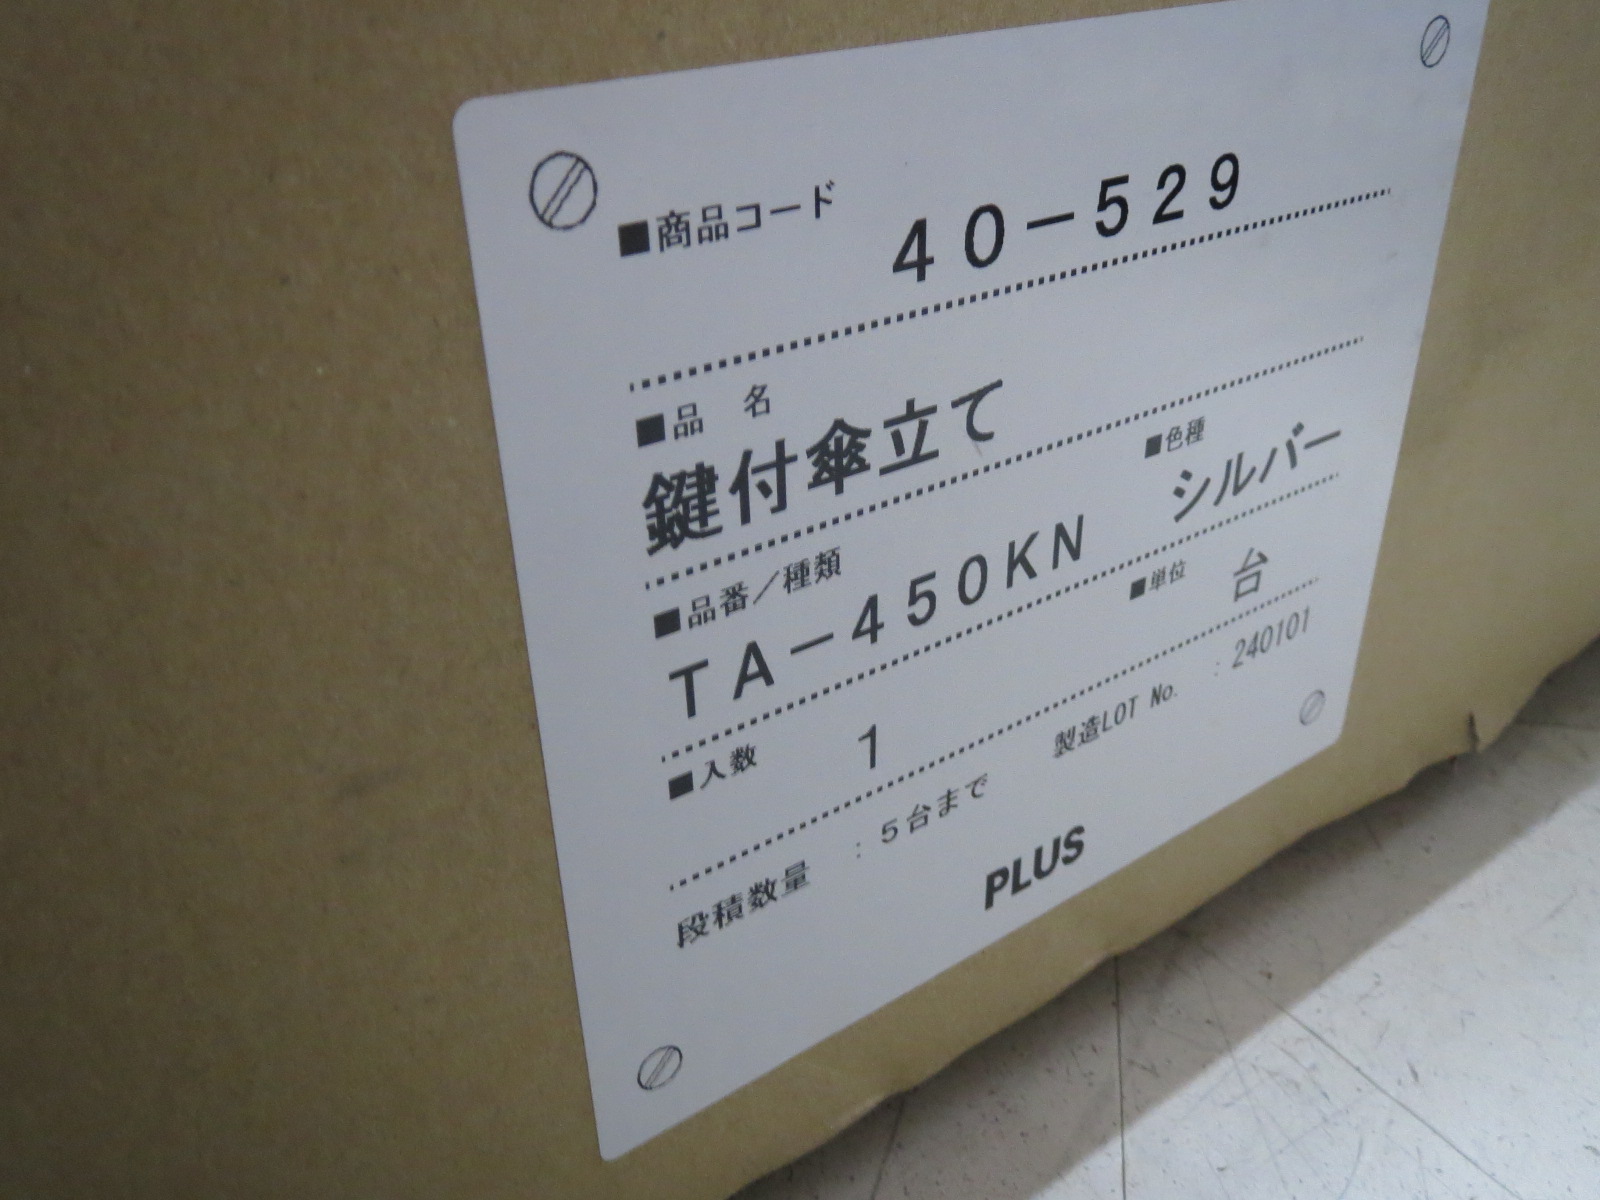 ■商品コード 40-529
■品 名
鍵付傘立て
■品番/種類 ■色種
TA-450KN シルバー
■入数 1 ■単位 台
段積数量 : 5台まで 製造LOT No. : 240101
PLUS